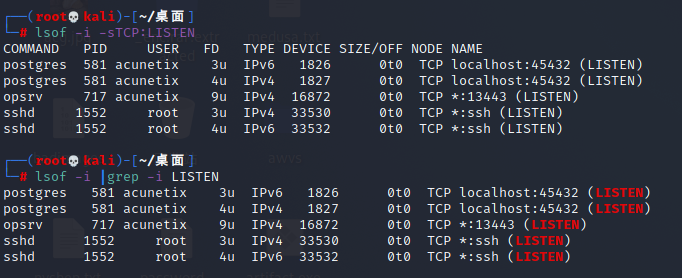 ┌──(root💀kali)-[~/桌面]
└─# lsof -i -sTCP:LISTEN
COMMAND PID USER FD TYPE DEVICE SIZE/OFF NODE NAME
postgres 581 acunetix 3u IPv6 1826 0t0 TCP localhost:45432 (LISTEN)
postgres 581 acunetix 4u IPv4 1827 0t0 TCP localhost:45432 (LISTEN)
opsrv 717 acunetix 9u IPv4 16872 0t0 TCP *:13443 (LISTEN)
sshd 1552 root 3u IPv4 33530 0t0 TCP *:ssh (LISTEN)
sshd 1552 root 4u IPv6 33532 0t0 TCP *:ssh (LISTEN)
┌──(root💀kali)-[~/桌面]
└─# lsof -i |grep -i LISTEN
postgres 581 acunetix 3u IPv6 1826 0t0 TCP localhost:45432 (LISTEN)
postgres 581 acunetix 4u IPv4 1827 0t0 TCP localhost:45432 (LISTEN)
opsrv 717 acunetix 9u IPv4 16872 0t0 TCP *:13443 (LISTEN)
sshd 1552 root 3u IPv4 33530 0t0 TCP *:ssh (LISTEN)
sshd 1552 root 4u IPv6 33532 0t0 TCP *:ssh (LISTEN)